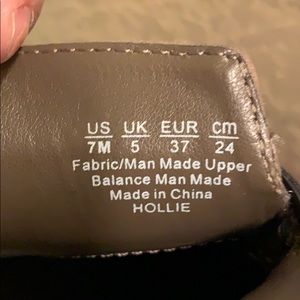 US UK EUR cm
7M 5 37 24
Fabric/Man Made Upper
Balance Man Made
Made in China
HOLLIE